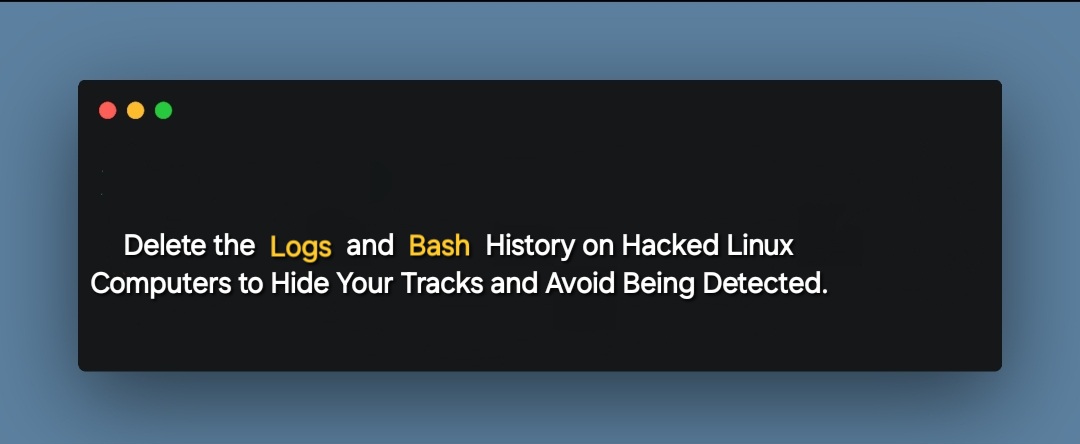 Delete the Logs and Bash History on Hacked Linux
Computers to Hide Your Tracks and Avoid Being Detected.